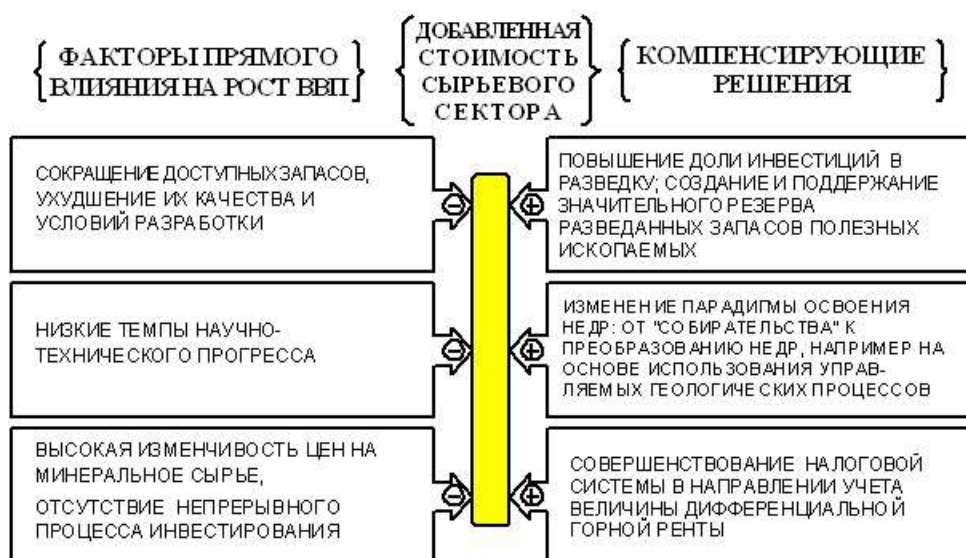 ФАКТОРЫ ПРЯМОГО
ВЛИЯНИЯ НА РОСТ ВВП
ДОБАВЛЕННАЯ
СТОИМОСТЬ
СЫРЬЕВОГО
СЕКТОРА
КОМПЕНСИРУЮЩИЕ
РЕШЕНИЯ
СОКРАЩЕНИЕ ДОСТУПНЫХ ЗАПАСОВ,
УХУДШЕНИЕ ИХ КАЧЕСТВА И
УСЛОВИЙ РАЗРАБОТКИ
−
+
ПОВЫШЕНИЕ ДОЛИ ИНВЕСТИЦИЙ В
РАЗВЕДКУ; СОЗДАНИЕ И ПОДДЕРЖАНИЕ
ЗНАЧИТЕЛЬНОГО РЕЗЕРВА
РАЗВЕДАННЫХ ЗАПАСОВ ПОЛЕЗНЫХ
ИСКОПАЕМЫХ
НИЗКИЕ ТЕМПЫ НАУЧНО-
ТЕХНИЧЕСКОГО ПРОГРЕССА
−
+
ИЗМЕНЕНИЕ ПАРАДИГМЫ ОСВОЕНИЯ
НЕДР: ОТ "СОБИРАТЕЛЬСТВА" К
ПРЕОБРАЗОВАНИЮ НЕДР, НАПРИМЕР НА
ОСНОВЕ ИСПОЛЬЗОВАНИЯ УПРАВ-
ЛЯЕМЫХ ГЕОЛОГИЧЕСКИХ ПРОЦЕССОВ
ВЫСОКАЯ ИЗМЕНЧИВОСТЬ ЦЕН НА
МИНЕРАЛЬНОЕ СЫРЬЕ,
ОТСУТСТВИЕ НЕПРЕРЫВНОГО
ПРОЦЕССА ИНВЕСТИРОВАНИЯ
−
+
СОВЕРШЕНСТВОВАНИЕ НАЛОГОВОЙ
СИСТЕМЫ В НАПРАВЛЕНИИ УЧЕТА
ВЕЛИЧИНЫ ДИФФЕРЕНЦИАЛЬНОЙ
ГОРНОЙ РЕНТЫ